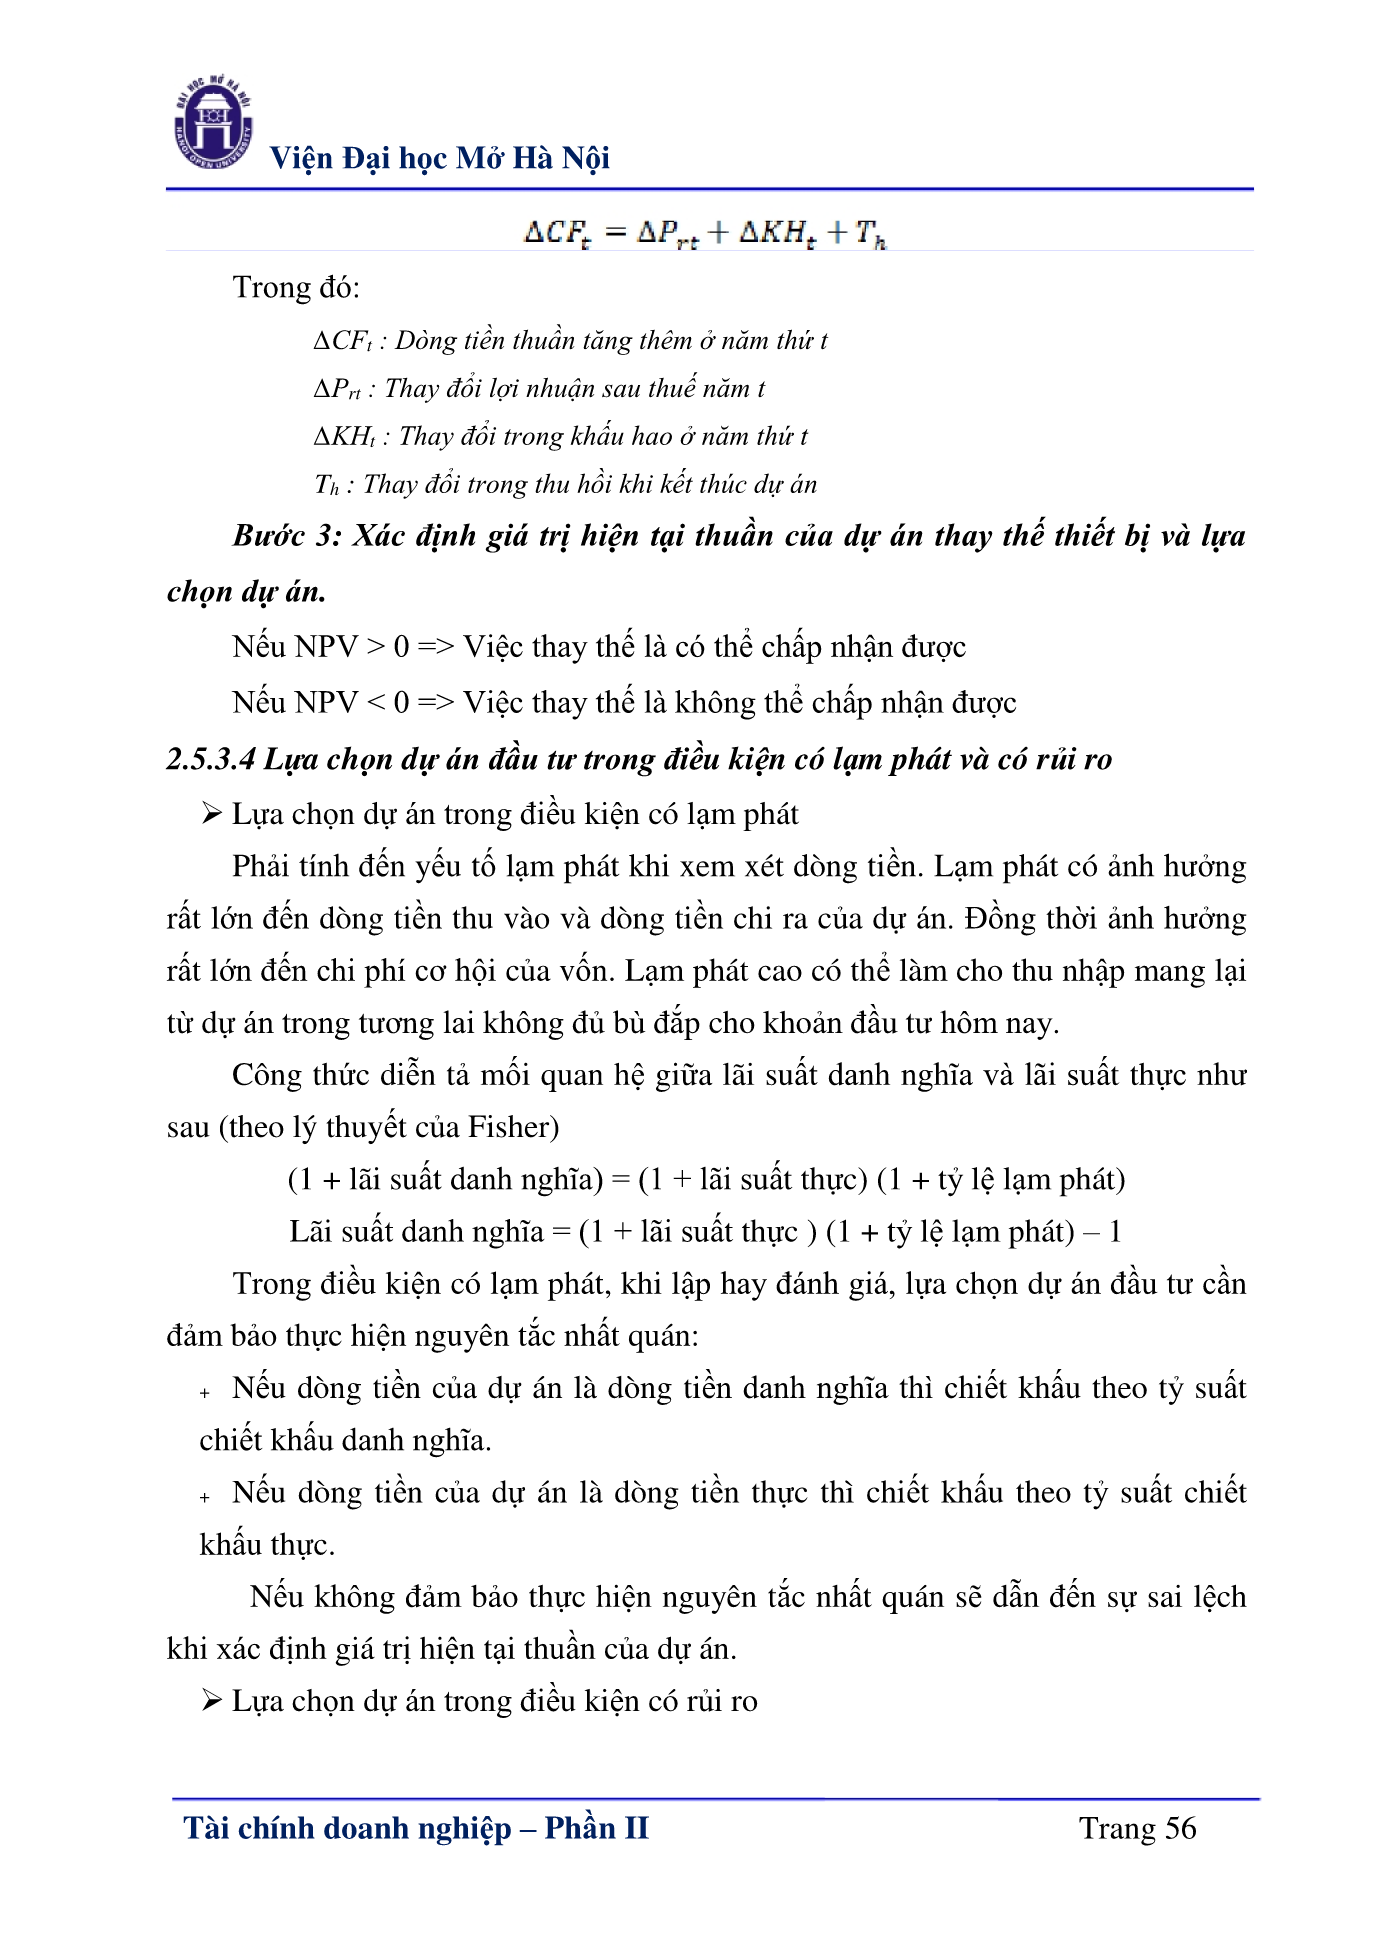 ĐẠI HỌC MỞ HÀ NỘI
HANOI OPEN UNIVERSITY
Viện Đại học Mở Hà Nội
ΔCFt = ΔPrt + ΔKHt + Th
Trong đó:
ΔCFt : Dòng tiền thuần tăng thêm ở năm thứ t
ΔPrt : Thay đổi lợi nhuận sau thuế năm t
ΔKHt : Thay đổi trong khấu hao ở năm thứ t
Th : Thay đổi trong thu hồi khi kết thúc dự án
Bước 3: Xác định giá trị hiện tại thuần của dự án thay thế thiết bị và lựa
chọn dự án.
Nếu NPV > 0 => Việc thay thế là có thể chấp nhận được
Nếu NPV < 0 => Việc thay thế là không thể chấp nhận được
2.5.3.4 Lựa chọn dự án đầu tư trong điều kiện có lạm phát và có rủi ro
➢ Lựa chọn dự án trong điều kiện có lạm phát
Phải tính đến yếu tố lạm phát khi xem xét dòng tiền. Lạm phát có ảnh hưởng
rất lớn đến dòng tiền thu vào và dòng tiền chi ra của dự án. Đồng thời ảnh hưởng
rất lớn đến chi phí cơ hội của vốn. Lạm phát cao có thể làm cho thu nhập mang lại
từ dự án trong tương lai không đủ bù đắp cho khoản đầu tư hôm nay.
Công thức diễn tả mối quan hệ giữa lãi suất danh nghĩa và lãi suất thực như
sau (theo lý thuyết của Fisher)
(1 + lãi suất danh nghĩa) = (1 + lãi suất thực) (1 + tỷ lệ lạm phát)
Lãi suất danh nghĩa = (1 + lãi suất thực ) (1 + tỷ lệ lạm phát) – 1
Trong điều kiện có lạm phát, khi lập hay đánh giá, lựa chọn dự án đầu tư cần
đảm bảo thực hiện nguyên tắc nhất quán:
+ Nếu dòng tiền của dự án là dòng tiền danh nghĩa thì chiết khấu theo tỷ suất
chiết khấu danh nghĩa.
+ Nếu dòng tiền của dự án là dòng tiền thực thì chiết khấu theo tỷ suất chiết
khấu thực.
Nếu không đảm bảo thực hiện nguyên tắc nhất quán sẽ dẫn đến sự sai lệch
khi xác định giá trị hiện tại thuần của dự án.
➢ Lựa chọn dự án trong điều kiện có rủi ro
Tài chính doanh nghiệp – Phần II Trang 56